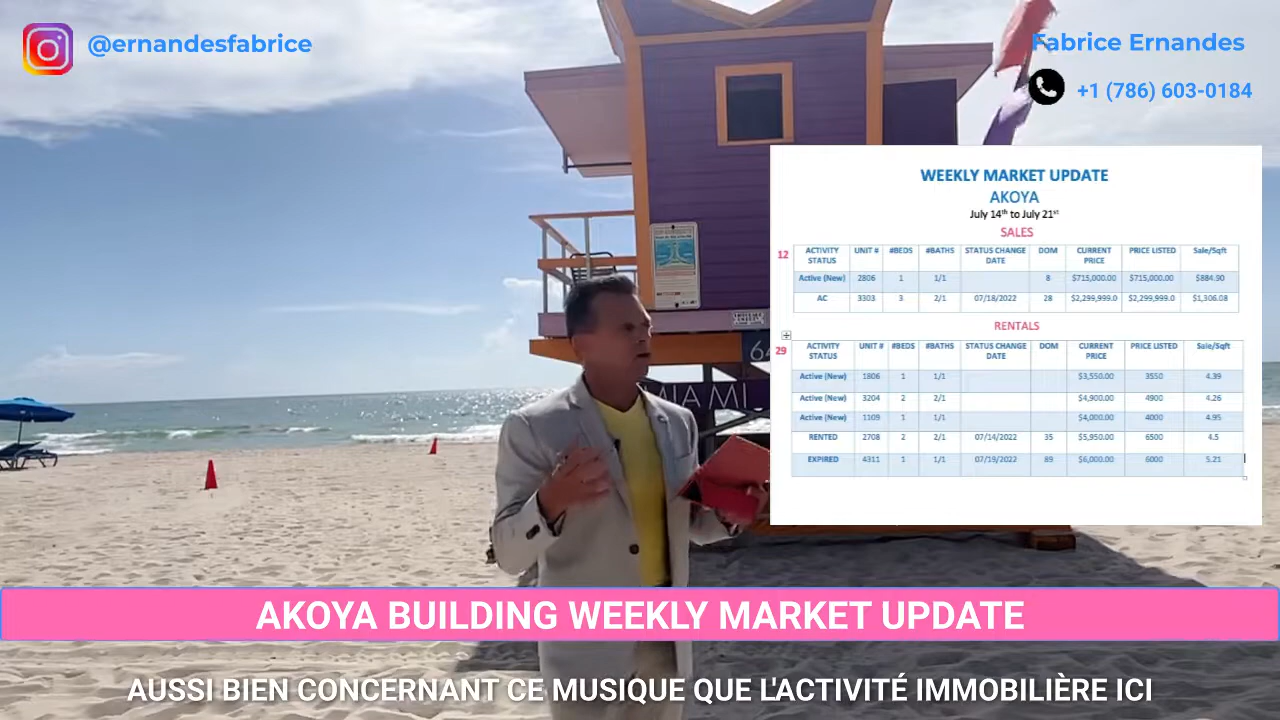 @ernandesfabrice
Fabrice Ernandes
+1 (786) 603-0184
WEEKLY MARKET UPDATE
AKOYA
July 14th to July 21st
SALES
12
ACTIVITY STATUS UNIT # #BEDS #BATHS STATUS CHANGE DATE DOM CURRENT PRICE PRICE LISTED Sale/Sqft
Active (New) 2806 1 1/1 8 $715,000.00 $715,000.00 $884.90
AC 3303 3 2/1 07/18/2022 28 $2,299,999.0 $2,299,999.0 $1,306.08
RENTALS
29
ACTIVITY STATUS UNIT # #BEDS #BATHS STATUS CHANGE DATE DOM CURRENT PRICE PRICE LISTED Sale/Sqft
Active (New) 1806 1 1/1 $3,550.00 3550 4.39
Active (New) 3204 2 2/1 $4,900.00 4900 4.26
Active (New) 1109 1 1/1 $4,000.00 4000 4.95
RENTED 2708 2 2/1 07/14/2022 35 $5,950.00 6500 4.5
EXPIRED 4311 1 1/1 07/19/2022 89 $6,000.00 6000 5.21
64
MIAMI
AKOYA BUILDING WEEKLY MARKET UPDATE
AUSSI BIEN CONCERNANT CE MUSIQUE QUE L'ACTIVITÉ IMMOBILIÈRE ICI